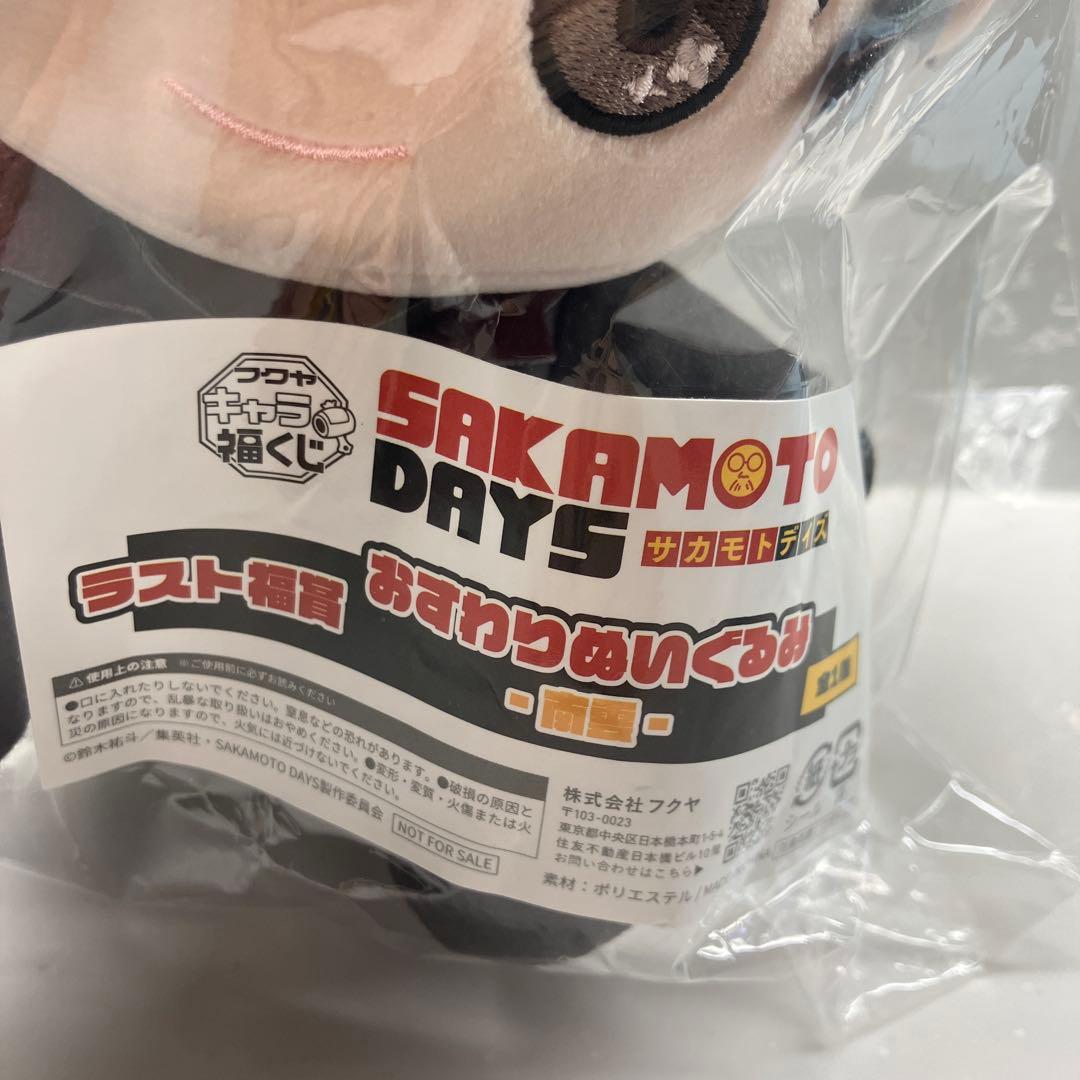 フクヤ
キャラ
福くじ
SAKAMOTO
DAYS
サカモトデイズ
ラスト福賞 おすわりぬいぐるみ
-南雲-
全1種
⚠使用上の注意 ※ご使用前に必ずお読みください
●口に入れたりしないでください。窒息などの恐れがあります。●破損の原因と
なりますので、乱暴な取り扱いはおやめください。●変形・変質・火傷または火
災の原因になりますので、火気には近づけないでください。
©鈴木祐斗/集英社・SAKAMOTO DAYS製作委員会
NOT FOR SALE
株式会社フクヤ
〒103-0023
東京都中央区日本橋本町1-5-4
住友不動産日本橋ビル10階
お問い合わせはこちら▶
素材:ポリエステル/MADE
紙